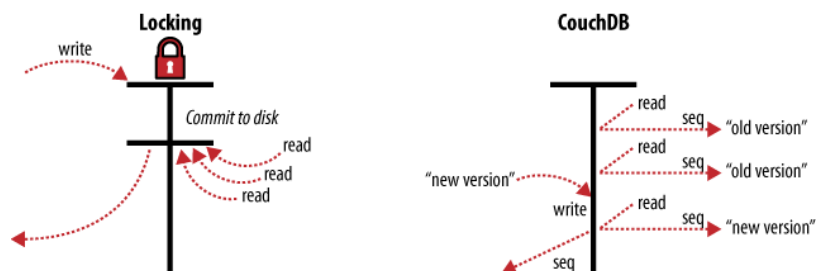 Locking
write
Commit to disk
read
read
read
CouchDB
read
seq
“old version”
read
seq
“old version”
“new version”
write
read
seq
“new version”
seq